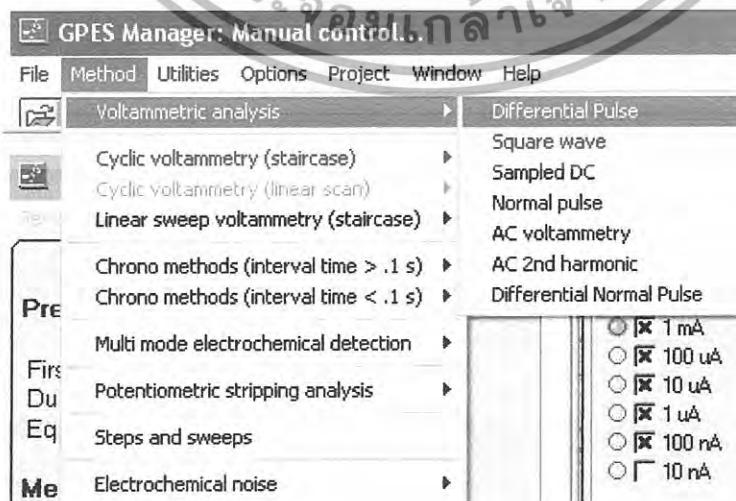 GPES Manager: Manual control...
File Method Utilities Options Project Window Help
Voltammetric analysis
Differential Pulse
Square wave
Sampled DC
Normal pulse
AC voltammetry
AC 2nd harmonic
Differential Normal Pulse
Cyclic voltammetry (staircase)
Cyclic voltammetry (linear scan)
Linear sweep voltammetry (staircase)
Chrono methods (interval time > .1 s)
Chrono methods (interval time < .1 s)
Multi mode electrochemical detection
Potentiometric stripping analysis
Steps and sweeps
Electrochemical noise
Pre
Firs
Du
Eq
Me
1 mA
100 uA
10 uA
1 uA
100 nA
10 nA